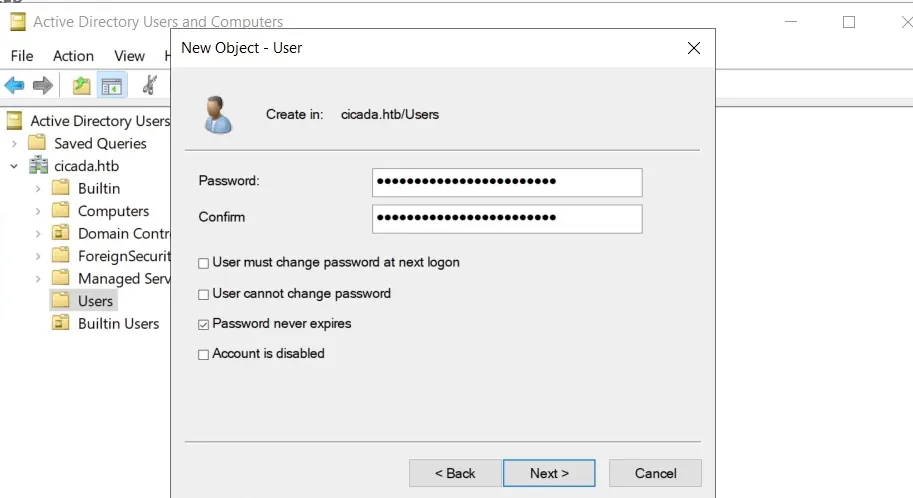 Active Directory Users and Computers
File Action View
New Object - User
Create in: cicada.htb/Users
Active Directory Users
Saved Queries
cicada.htb
Builtin
Computers
Domain Contr
ForeignSecurit
Managed Serv
Users
Builtin Users
Password: ●●●●●●●●●●●●●●●●●●●●●●●●
Confirm ●●●●●●●●●●●●●●●●●●●●●●●●
User must change password at next logon
User cannot change password
Password never expires
Account is disabled
< Back
Next >
Cancel